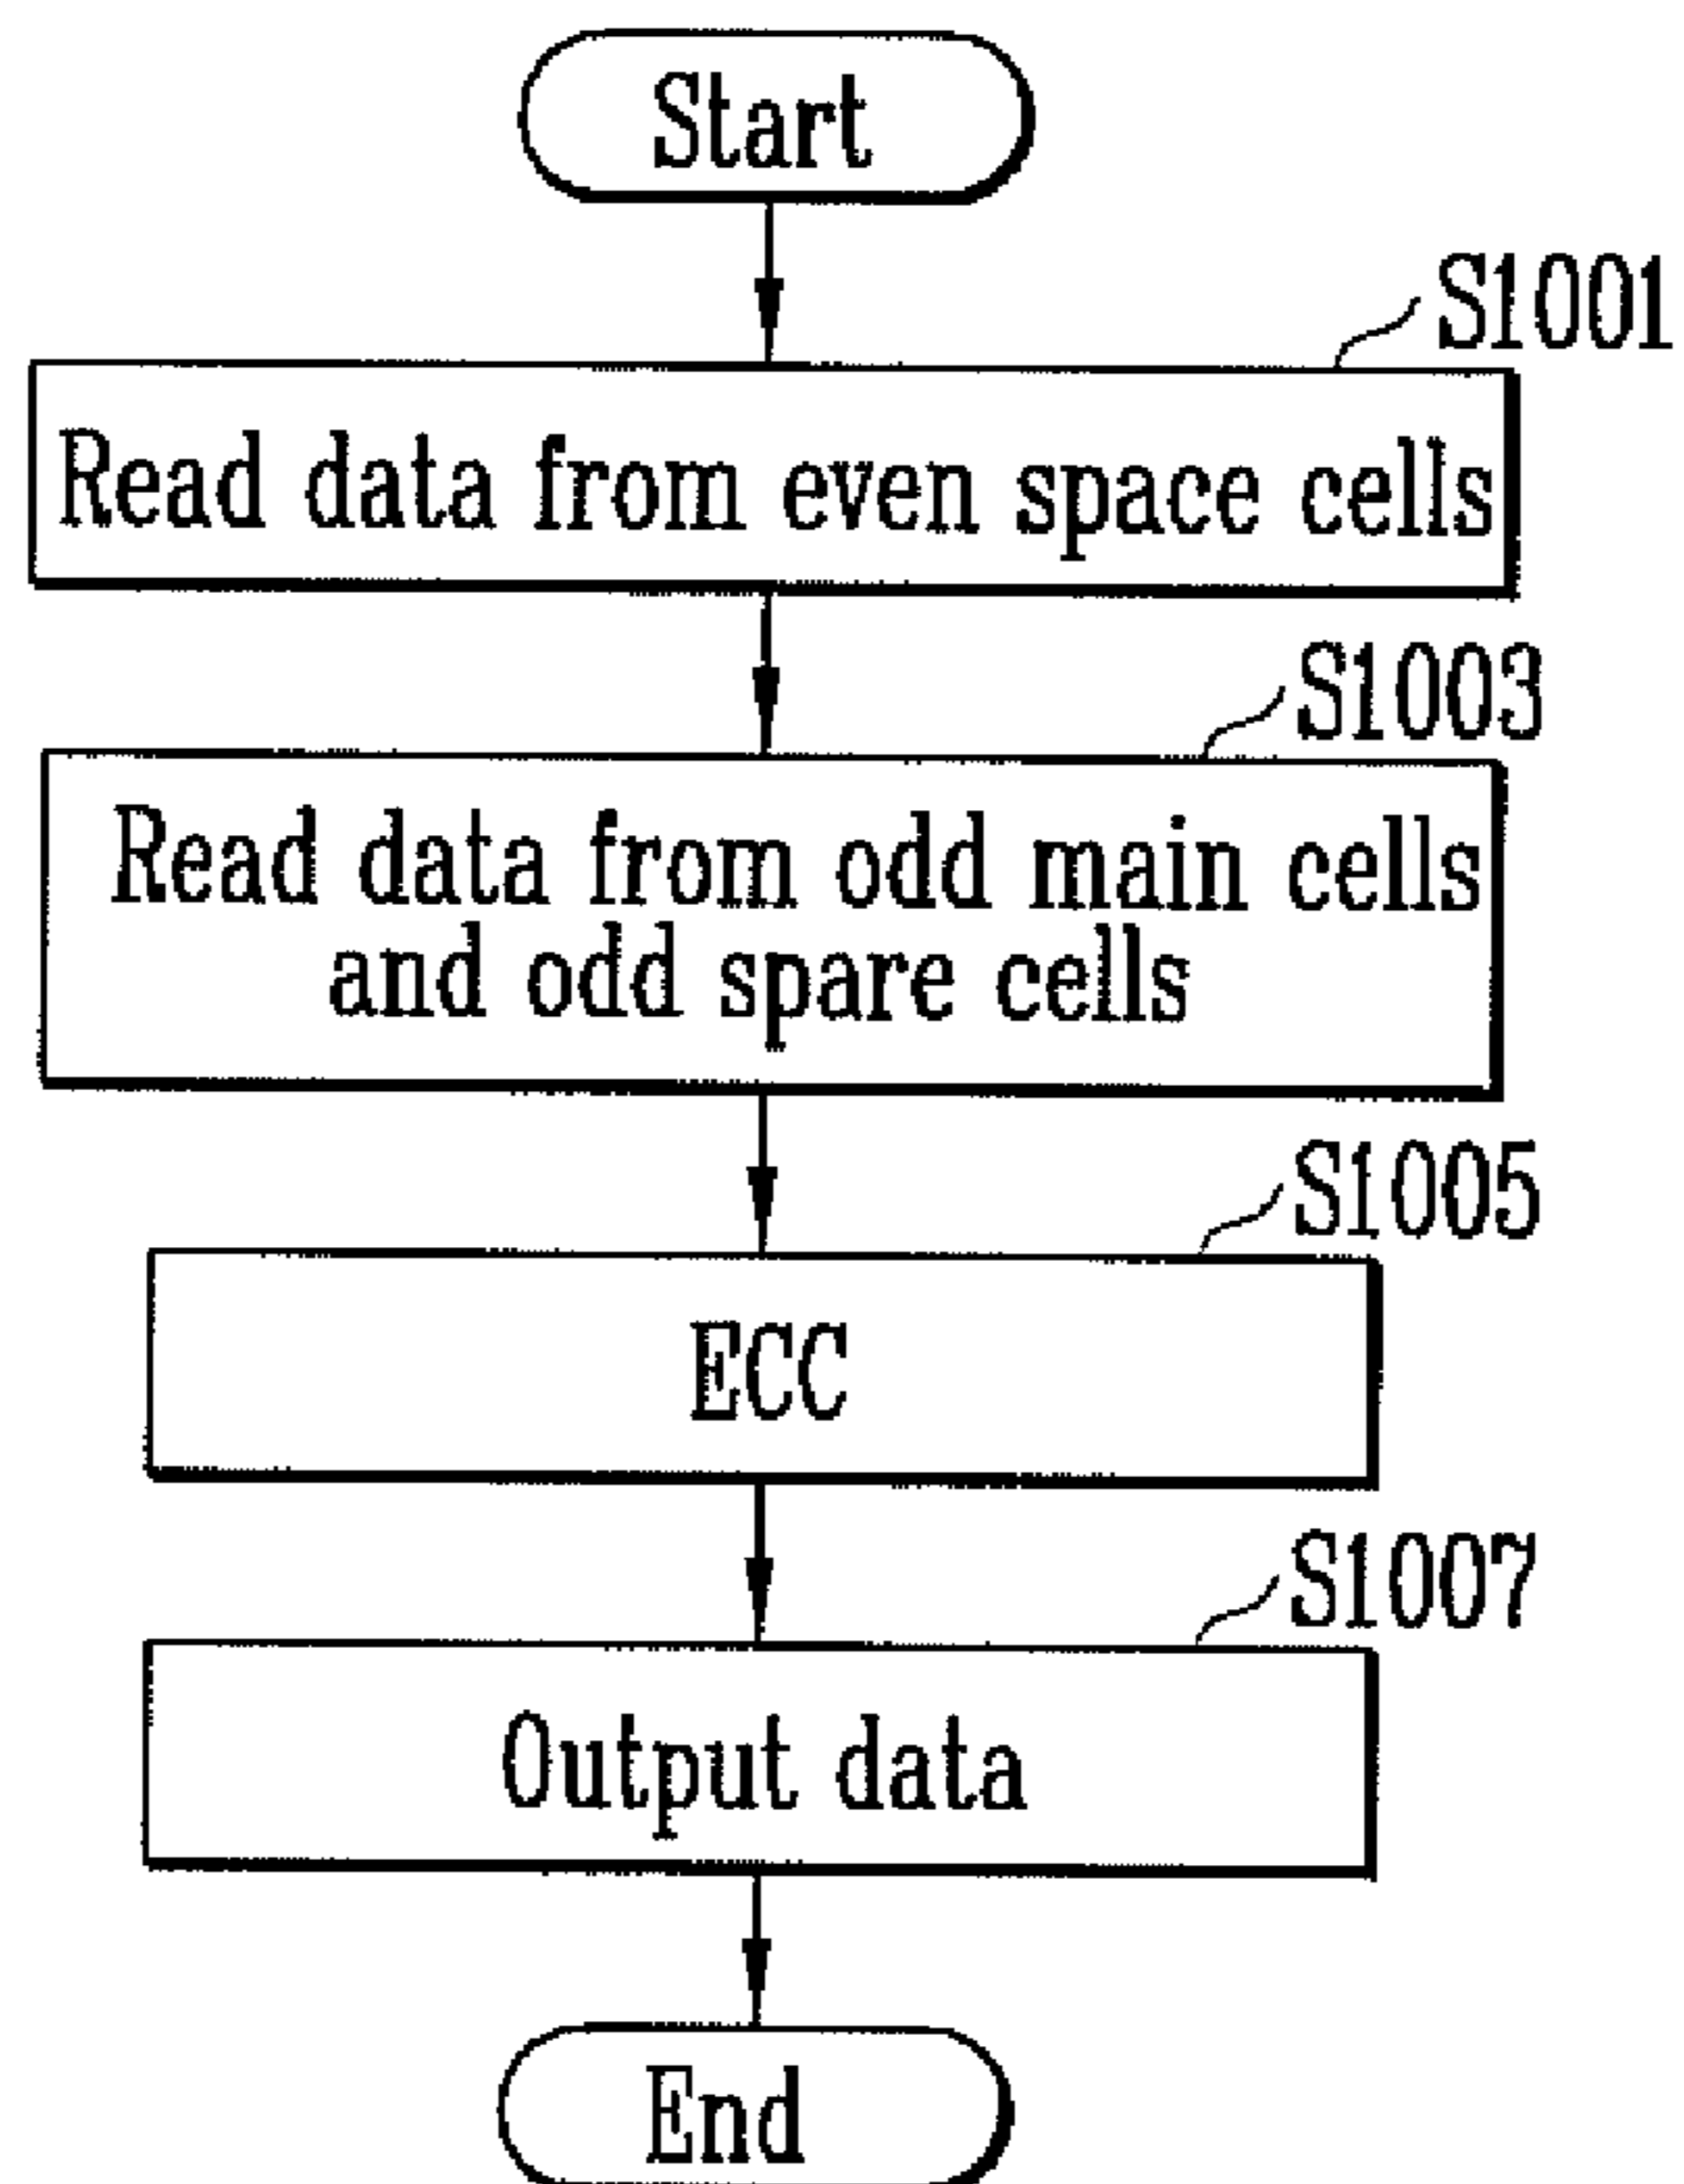 Start
S1001
Read data from even space cells
S1003
Read data from odd main cells
and odd spare cells
S1005
ECC
S1007
Output data
End